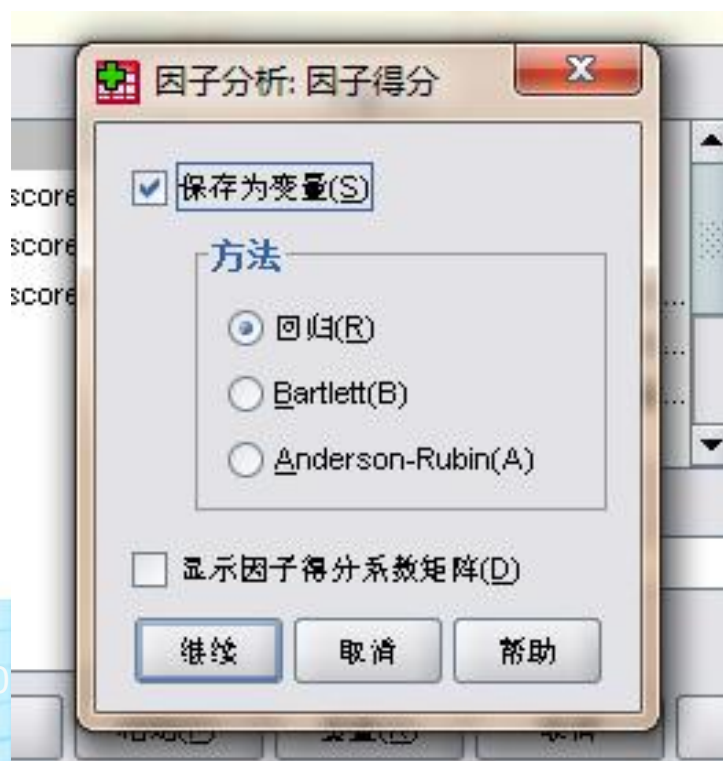 因子分析: 因子得分
score
保存为变量(S)
score
方法
score
...
回归(R)
...
Bartlett(B)
...
Anderson-Rubin(A)
显示因子得分系数矩阵(D)
继续
取消
帮助